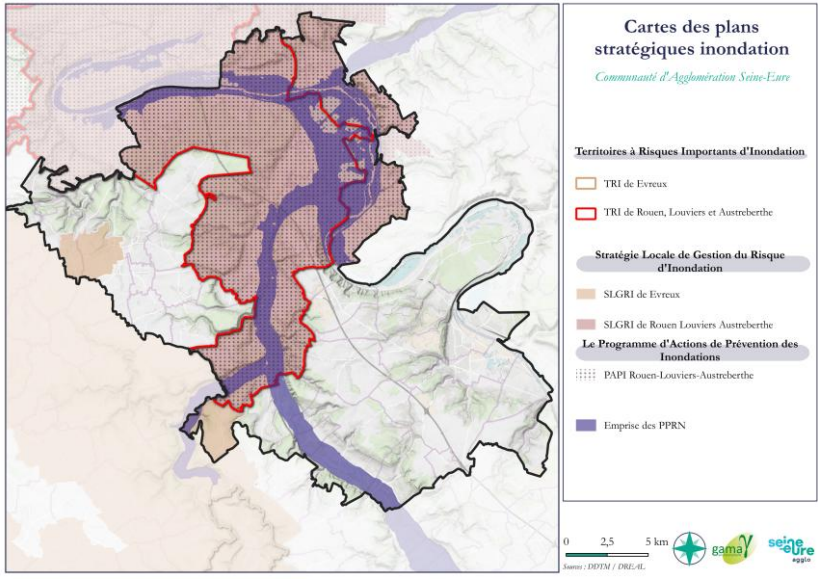 Cartes des plans
stratégiques inondation
Communauté d'Agglomération Seine-Eure
Territoires à Risques Importants d'Inondation
TRI de Evreux
TRI de Rouen, Louviers et Austreberthe
Stratégie Locale de Gestion du Risque
d'Inondation
SLGRI de Evreux
SLGRI de Rouen Louviers Austreberthe
Le Programme d'Actions de Prévention des
Inondations
PAPI Rouen-Louviers-Austreberthe
Emprise des PPRN
0 2,5 5 km
Sources : DDTM / DREAL
gama
seine
eure
agglo